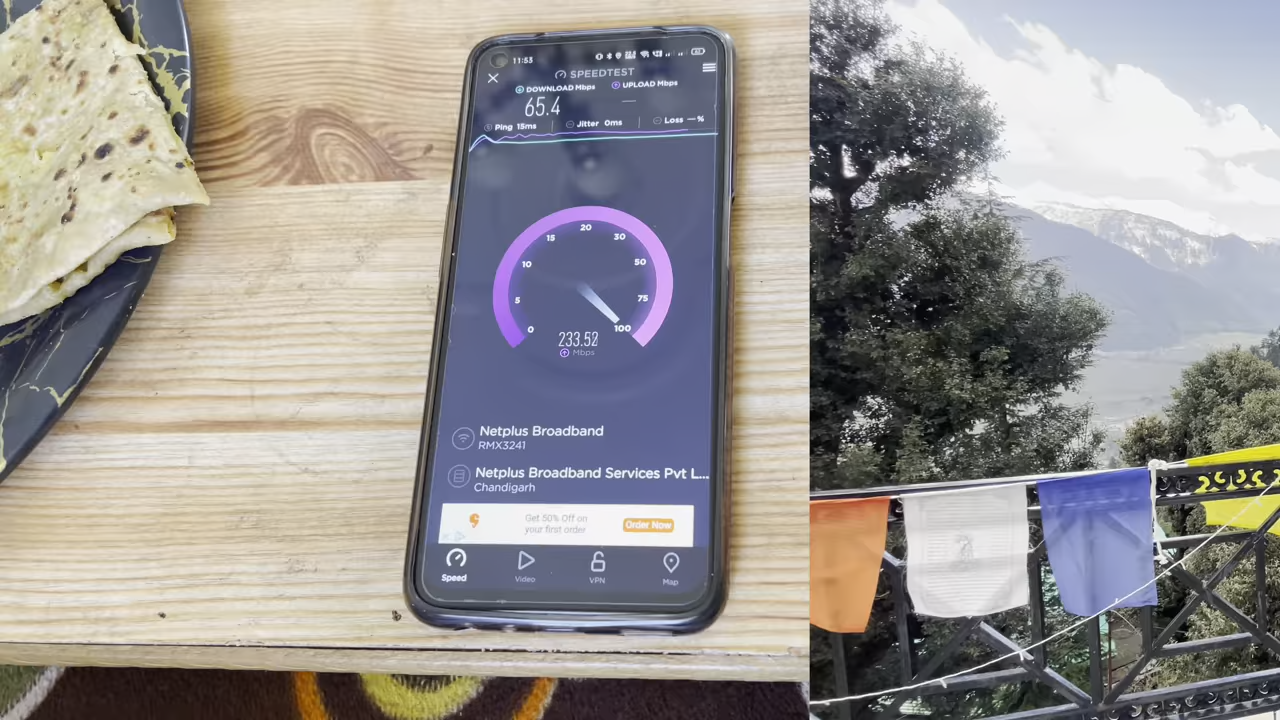 11:53
SPEEDTEST
DOWNLOAD Mbps UPLOAD Mbps
65.4 —
Ping 15ms Jitter 0ms Loss — %
20
15 30
10 50
5 75
0 100
233.52
Mbps
Netplus Broadband
RMX3241
Netplus Broadband Services Pvt L...
Chandigarh
Get 50% Off on
your first order
Order Now
Speed Video VPN Map